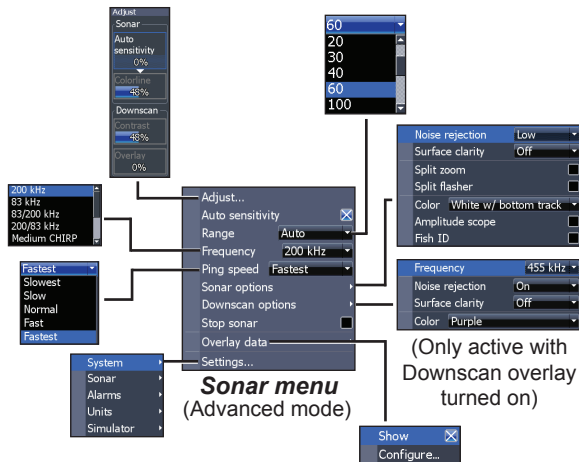 Adjust
Sonar
Auto
sensitivity
0%
Colorline
48%
Downscan
Contrast
48%
Overlay
0%
60
20
30
40
60
100
200 kHz
83 kHz
83/200 kHz
200/83 kHz
Medium CHIRP
Fastest
Slowest
Slow
Normal
Fast
Fastest
System
Sonar
Alarms
Units
Simulator
Adjust...
Auto sensitivity
Range Auto
Frequency 200 kHz
Ping speed Fastest
Sonar options
Downscan options
Stop sonar
Overlay data
Settings...
Sonar menu
(Advanced mode)
Noise rejection Low
Surface clarity Off
Split zoom
Split flasher
Color White w/ bottom track
Amplitude scope
Fish ID
Frequency 455 kHz
Noise rejection On
Surface clarity Off
Color Purple
(Only active with
Downscan overlay
turned on)
Show
Configure...